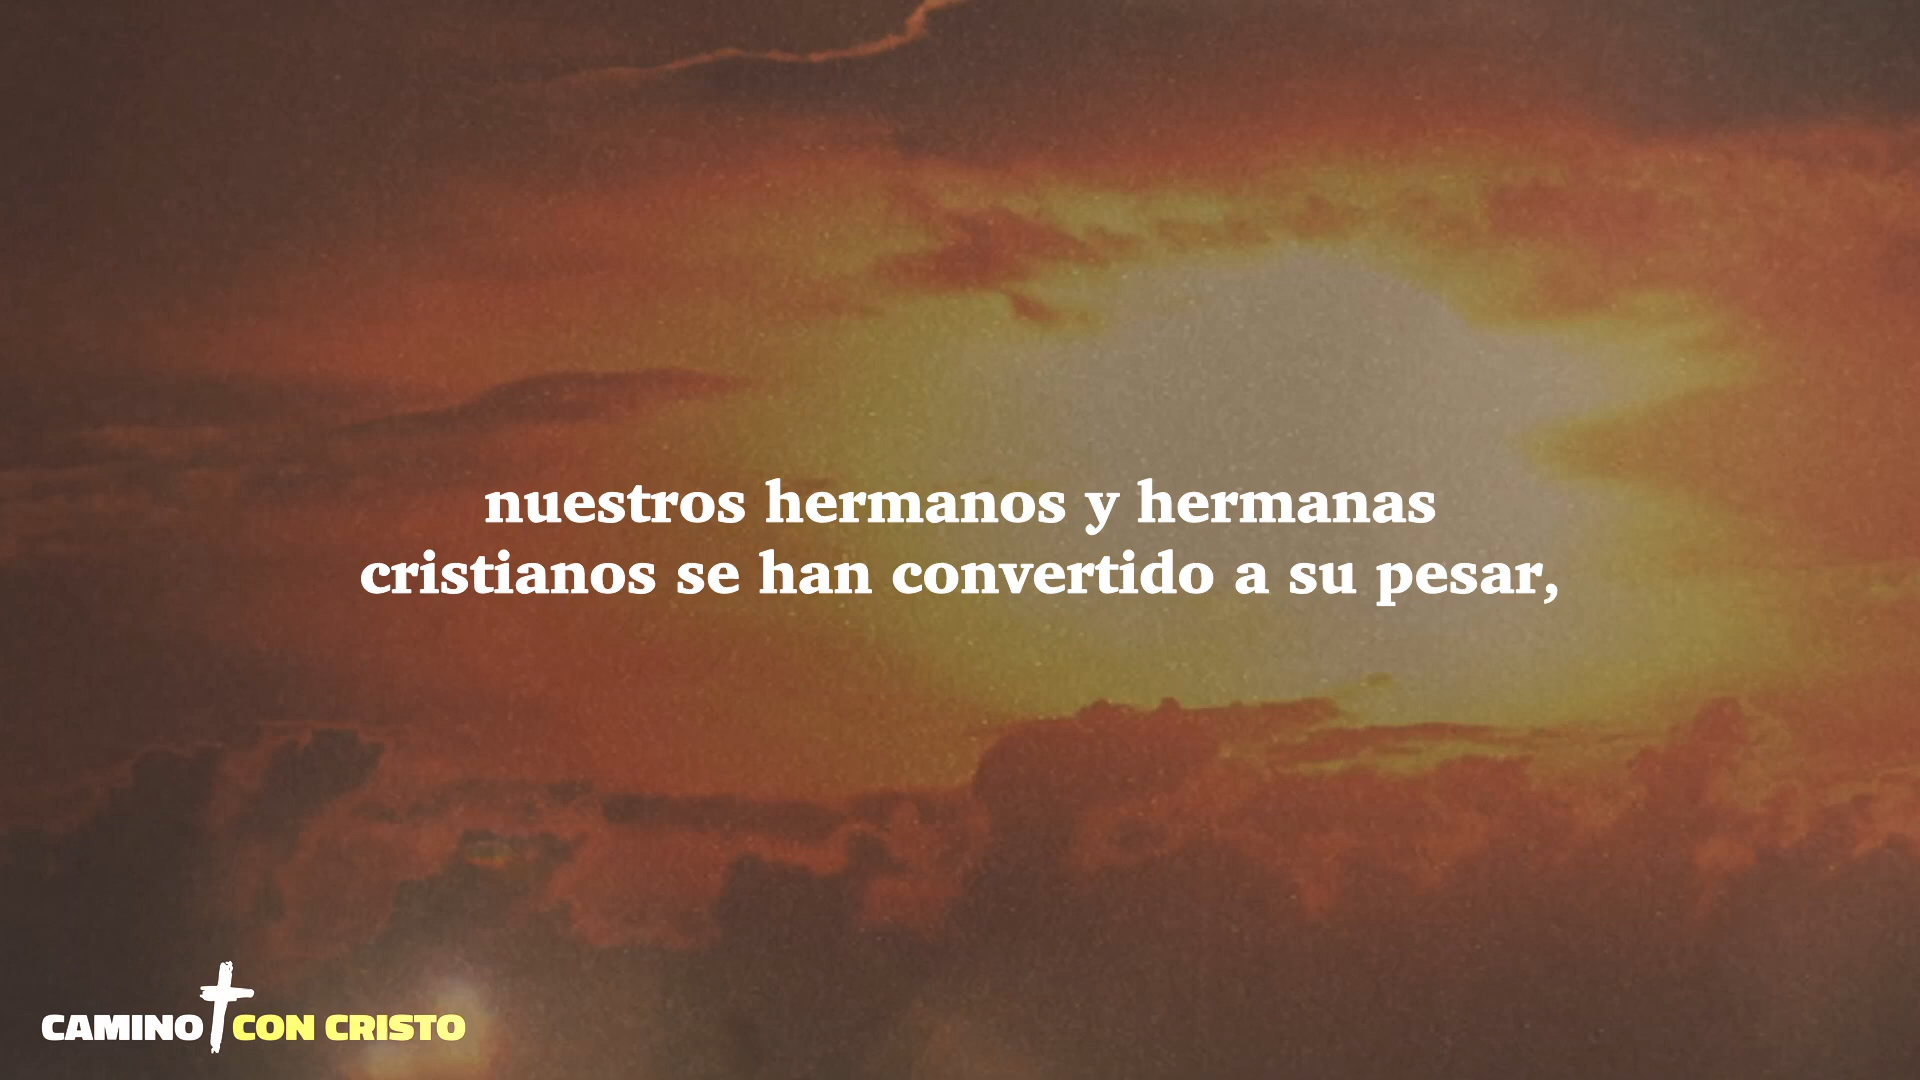 nuestros hermanos y hermanas
cristianos se han convertido a su pesar,
CAMINO CON CRISTO